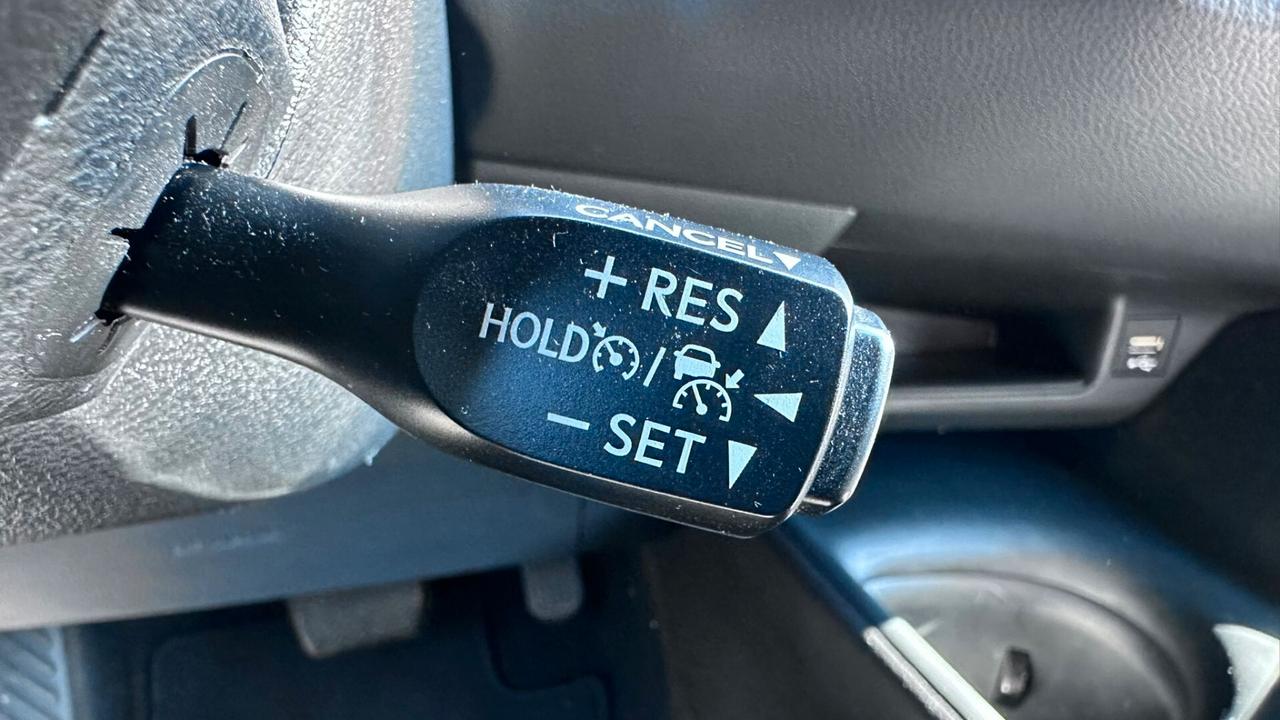 CANCEL▼
+ RES ▲
HOLD /
− SET ▼